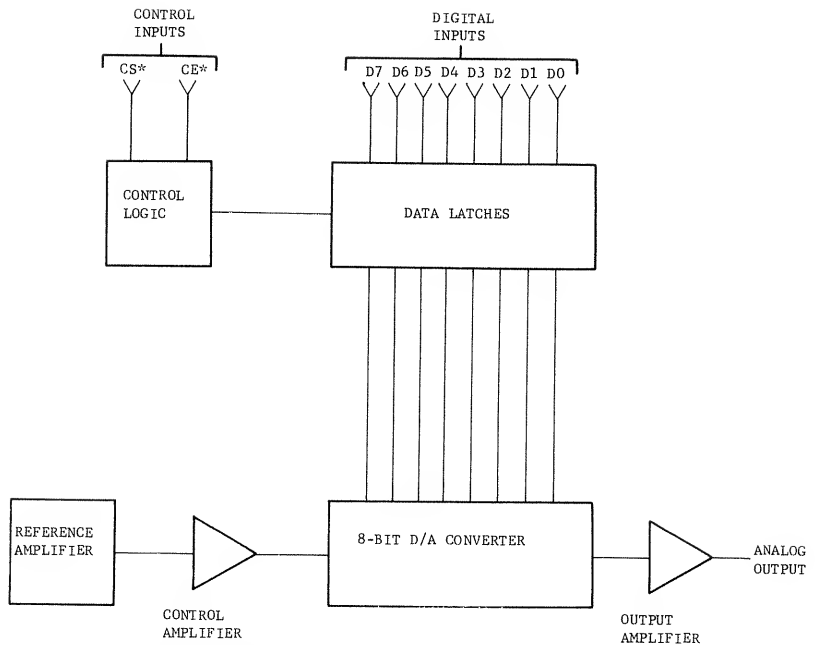 CONTROL
INPUTS
DIGITAL
INPUTS
CS* CE*
D7 D6 D5 D4 D3 D2 D1 D0
CONTROL
LOGIC
DATA LATCHES
REFERENCE
AMPLIFIER
CONTROL
AMPLIFIER
8-BIT D/A CONVERTER
OUTPUT
AMPLIFIER
ANALOG
OUTPUT